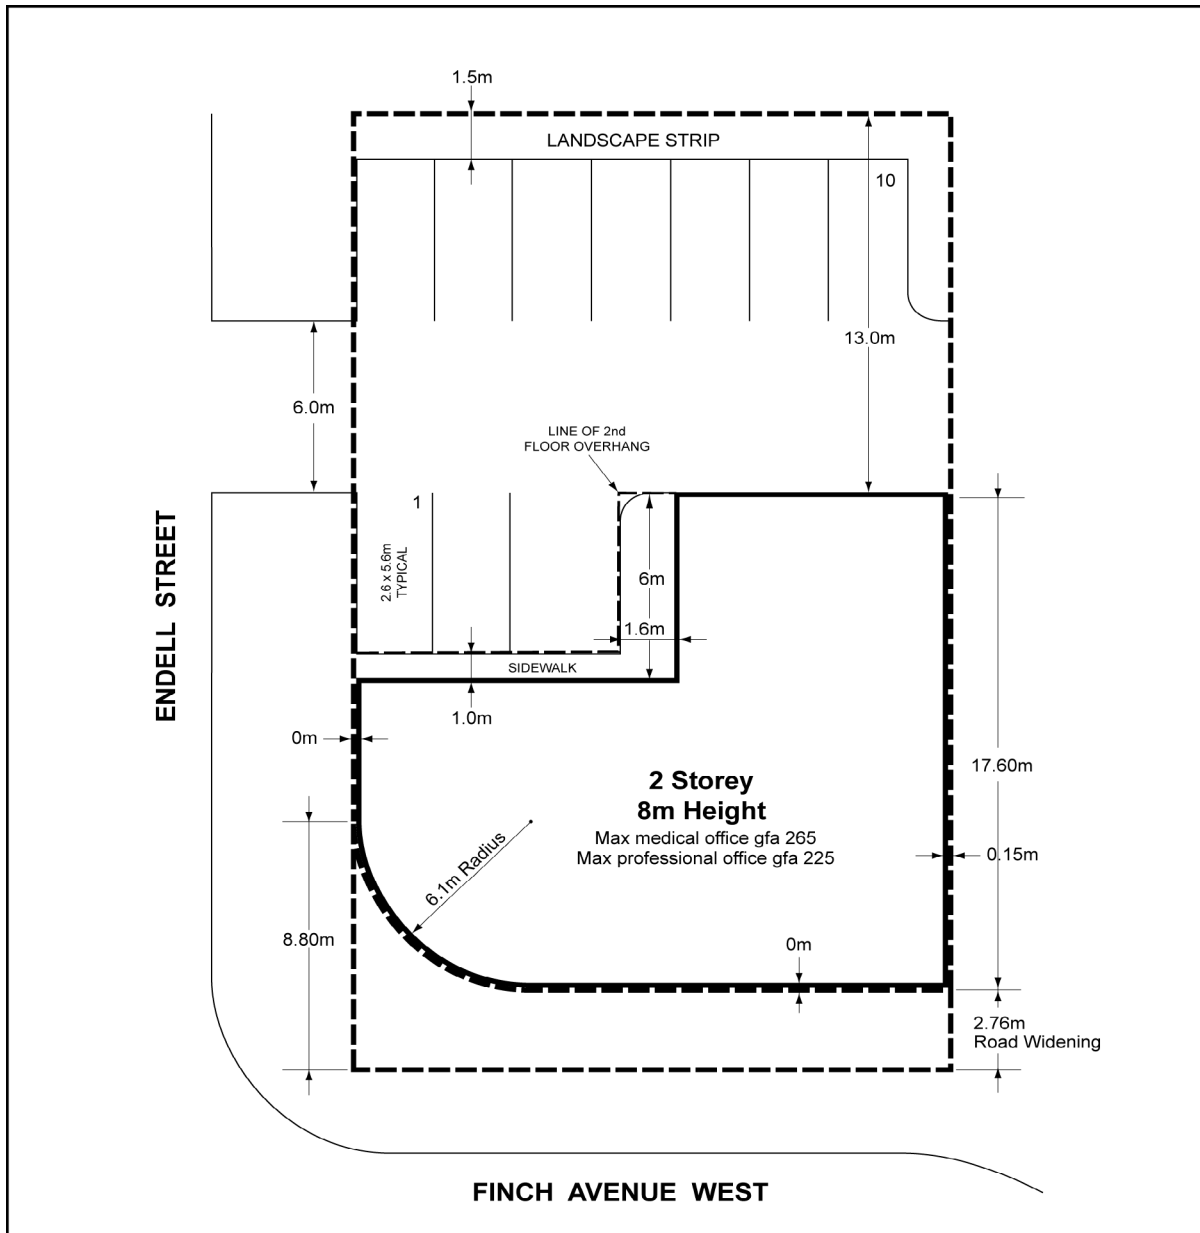 1.5m
LANDSCAPE STRIP
10
13.0m
6.0m
LINE OF 2nd
FLOOR OVERHANG
1
2.6 x 5.6m
TYPICAL
6m
1.6m
SIDEWALK
1.0m
0m
ENDELL STREET
17.60m
2 Storey
8m Height
Max medical office gfa 265
Max professional office gfa 225
0.15m
6.1m Radius
8.80m
0m
2.76m
Road Widening
FINCH AVENUE WEST